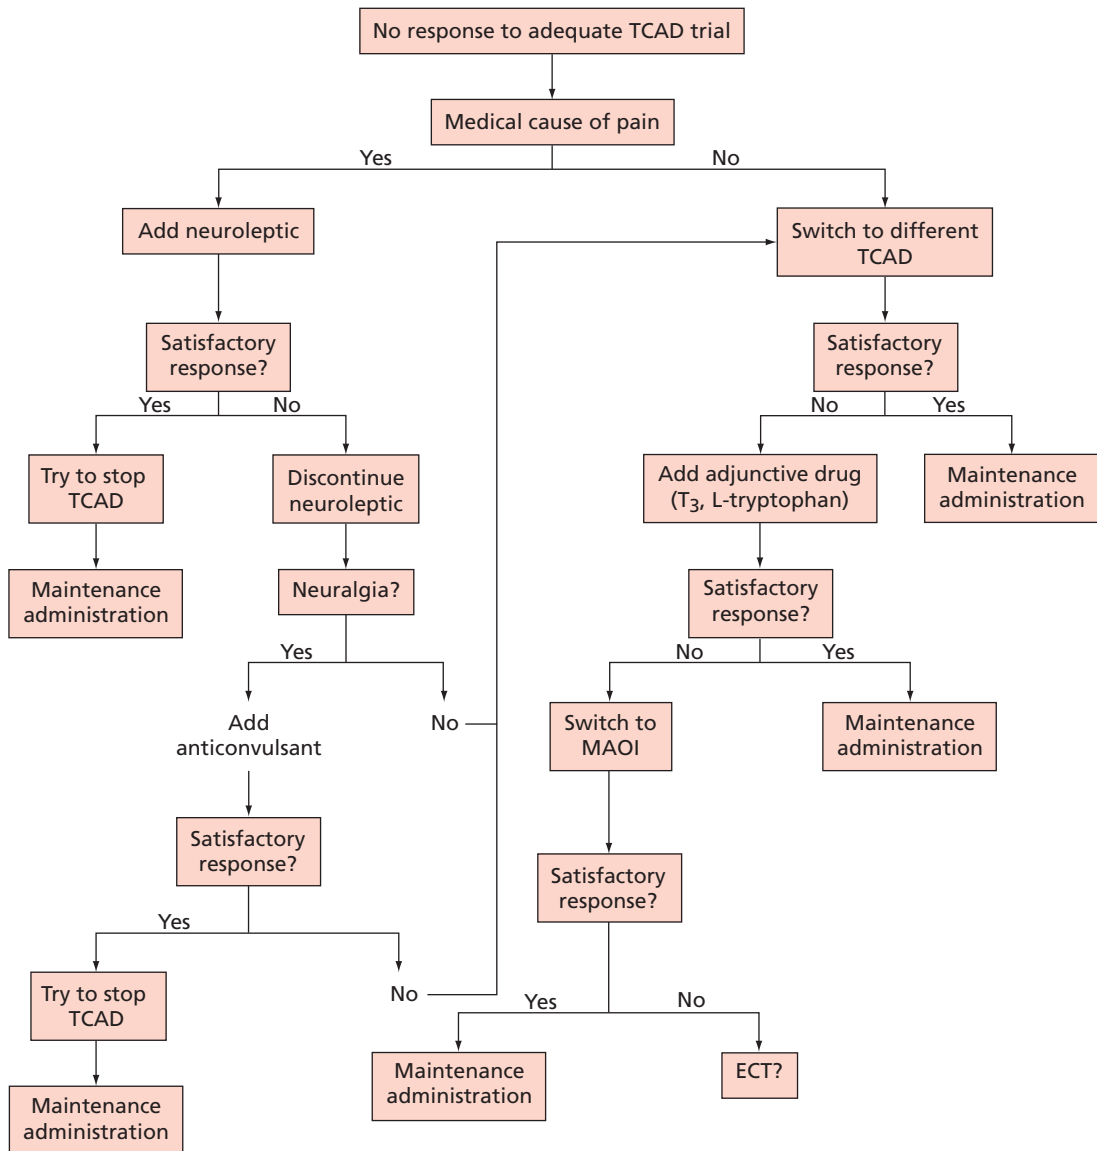 No response to adequate TCAD trial
Medical cause of pain
Yes
No
Add neuroleptic
Switch to different
TCAD
Satisfactory
response?
Satisfactory
response?
Yes
No
No
Yes
Try to stop
TCAD
Discontinue
neuroleptic
Add adjunctive drug
(T3, L-tryptophan)
Maintenance
administration
Maintenance
administration
Neuralgia?
Satisfactory
response?
Yes
No
Yes
Add
anticonvulsant
No
Switch to
MAOI
Maintenance
administration
Satisfactory
response?
Satisfactory
response?
Yes
Try to stop
TCAD
No
Yes
No
Maintenance
administration
ECT?
Maintenance
administration